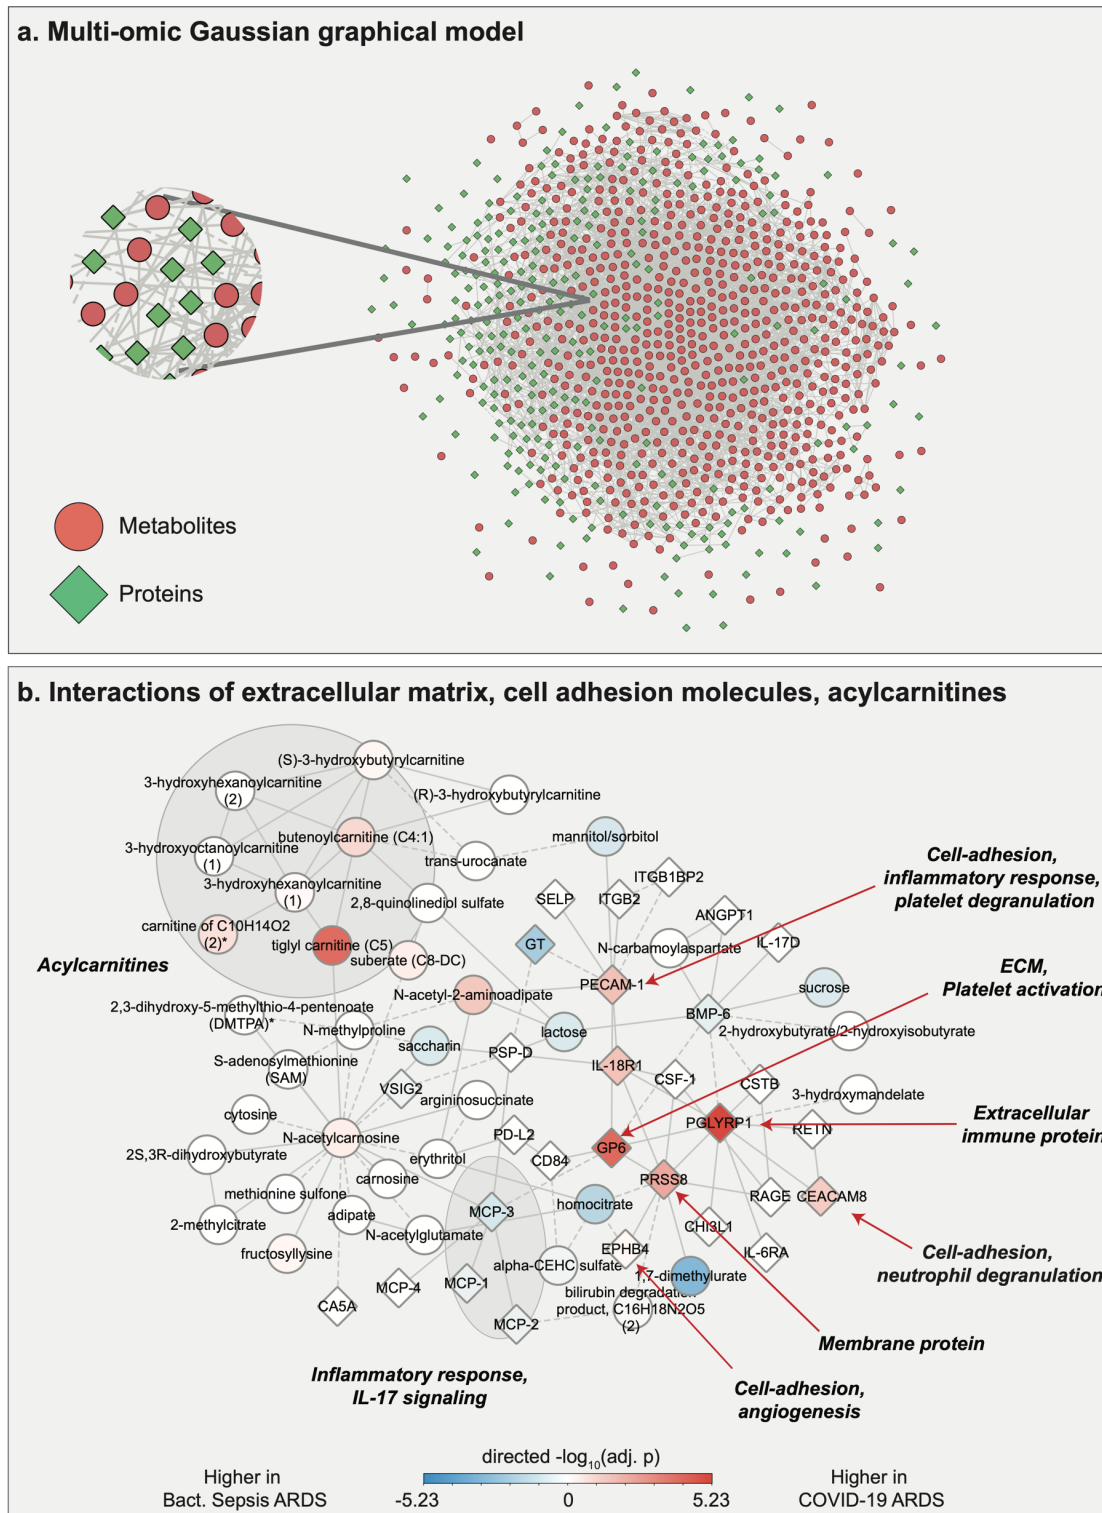 a. Multi-omic Gaussian graphical model
Metabolites
Proteins
b. Interactions of extracellular matrix, cell adhesion molecules, acylcarnitines
(S)-3-hydroxybutyrylcarnitine
3-hydroxyhexanoylcarnitine
(2)
(R)-3-hydroxybutyrylcarnitine
butenoylcarnitine (C4:1)
mannitol/sorbitol
3-hydroxyoctanoylcarnitine
(1)
trans-urocanate
Cell-adhesion,
inflammatory response,
platelet degranulation
ITGB1BP2
3-hydroxyhexanoylcarnitine
(1)
2,8-quinolinediol sulfate
SELP
ITGB2
ANGPT1
carnitine of C10H14O2
(2)*
tiglyl carnitine (C5)
GT
N-carbamoylaspartate
IL-17D
suberate (C8-DC)
Acylcarnitines
ECM,
Platelet activation
PECAM-1
sucrose
N-acetyl-2-aminoadipate
2,3-dihydroxy-5-methylthio-4-pentenoate
(DMTPA)*
BMP-6
N-methylproline
lactose
2-hydroxybutyrate/2-hydroxyisobutyrate
saccharin
PSP-D
S-adenosylmethionine
(SAM)
IL-18R1
CSF-1
CSTB
VSIG2
argininosuccinate
3-hydroxymandelate
cytosine
PGLYRP1
RETN
Extracellular
immune protein
N-acetylcarnosine
PD-L2
GP6
2S,3R-dihydroxybutyrate
erythritol
CD84
carnosine
PRSS8
methionine sulfone
RAGE
CEACAM8
homocitrate
MCP-3
adipate
2-methylcitrate
N-acetylglutamate
CHI3L1
fructosyllysine
EPHB4
IL-6RA
Cell-adhesion,
neutrophil degranulation
alpha-CEHC sulfate
1,7-dimethylurate
MCP-4
MCP-1
bilirubin degradation
product, C16H18N2O5
(2)
CA5A
MCP-2
Membrane protein
Inflammatory response,
IL-17 signaling
Cell-adhesion,
angiogenesis
directed -log10(adj. p)
Higher in
Bact. Sepsis ARDS
-5.23
0
5.23
Higher in
COVID-19 ARDS